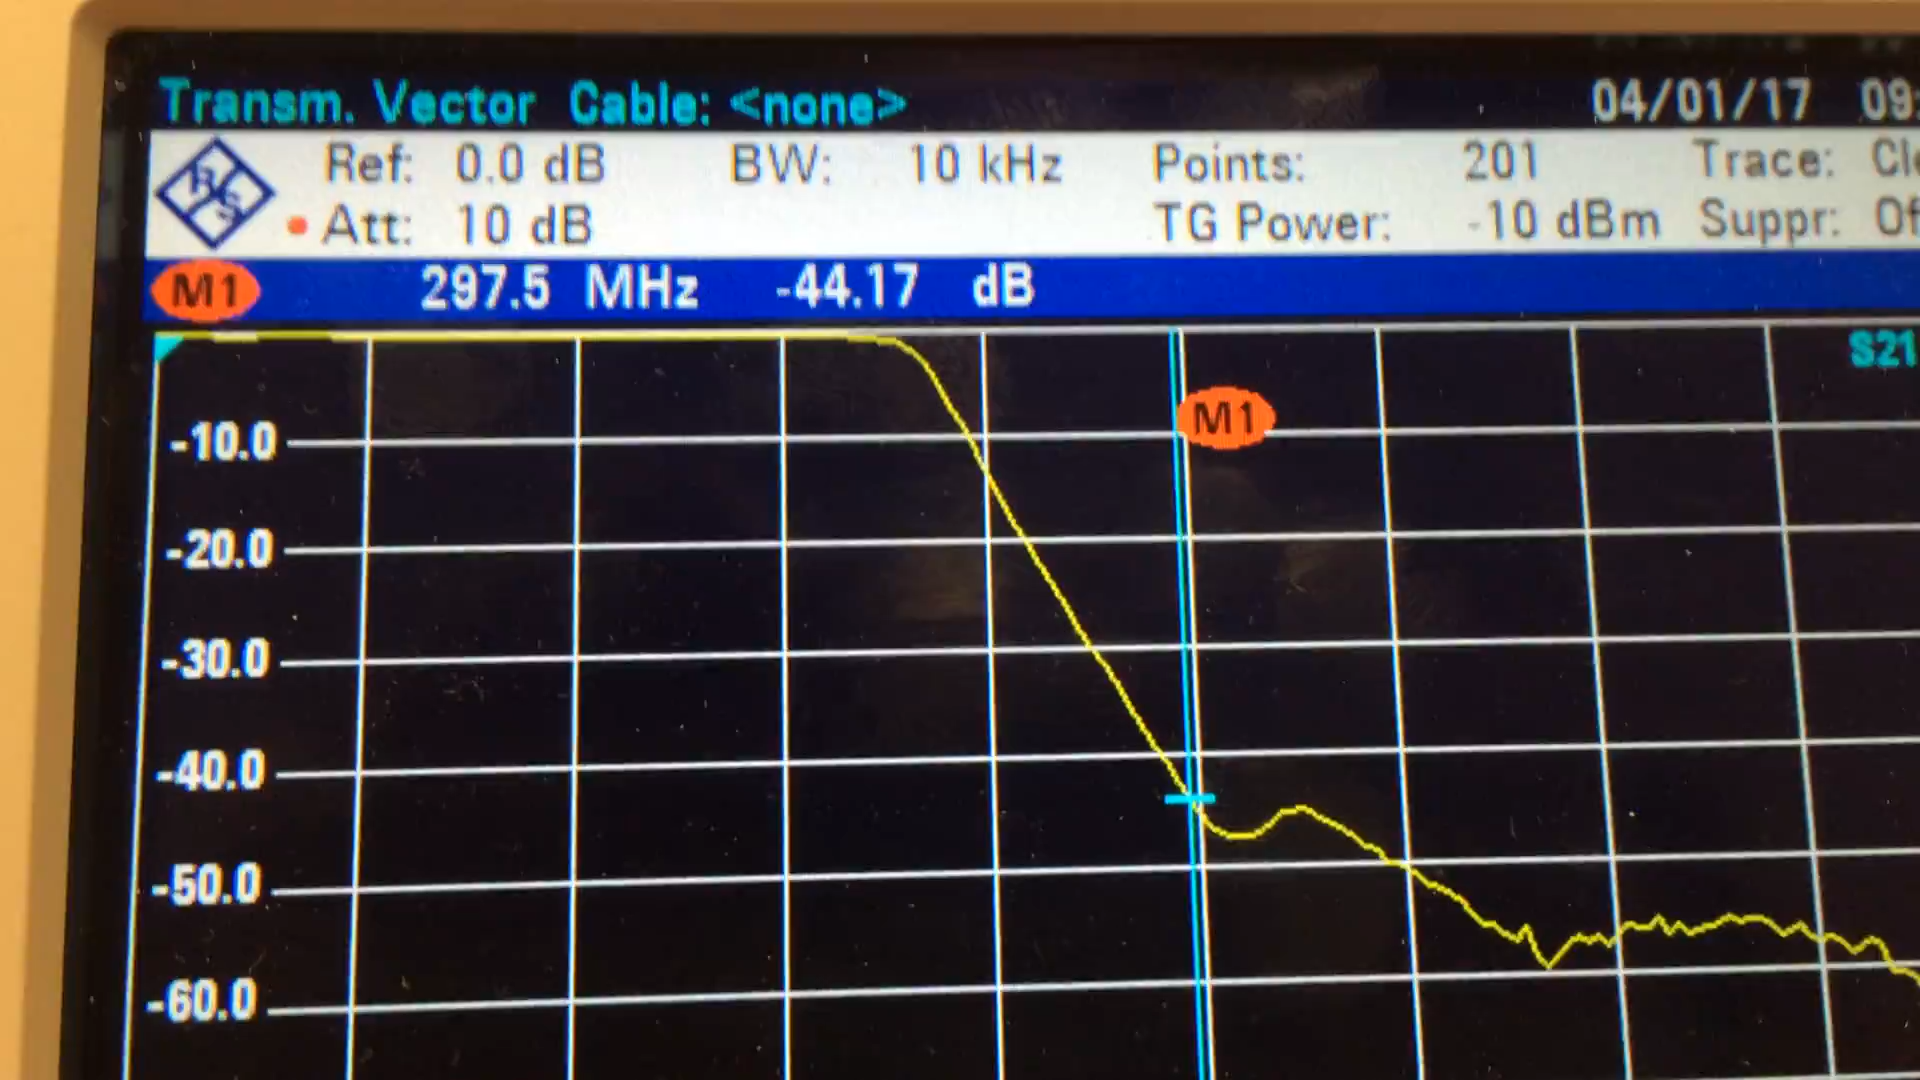 Transm. Vector Cable: <none> 04/01/17 09:
R/S Ref: 0.0 dB BW: 10 kHz Points: 201 Trace:
Att: 10 dB TG Power: -10 dBm Suppr:
M1 297.5 MHz -44.17 dB
S21
M1
-10.0
-20.0
-30.0
-40.0
-50.0
-60.0